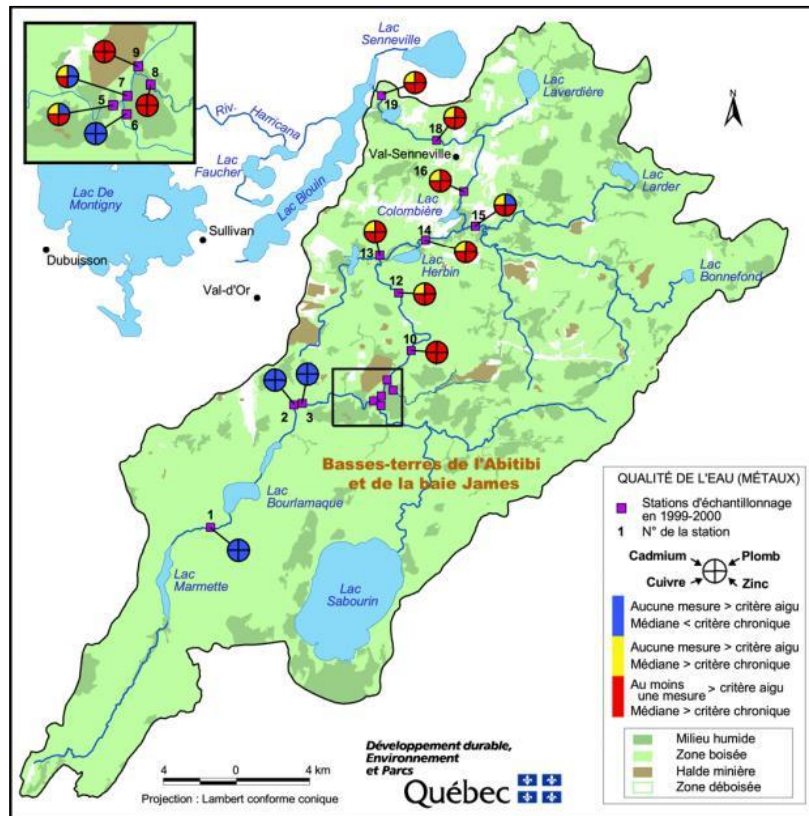 Lac
Senneville
9
7
8
5
6
Riv.
Harricana
19
Lac
Laverdière
N
18
Val-Senneville
Lac
Faucher
Lac Blouin
16
Lac
Larder
Lac De
Montigny
Lac
Colombière
15
Sullivan
14
Dubuisson
13
Lac
Herbin
Lac
Bonnefond
Val-d'Or
12
10
2
3
Basses-terres de l'Abitibi
et de la baie James
1
Lac
Bourlamaque
Lac
Marmette
Lac
Sabourin
QUALITÉ DE L'EAU (MÉTAUX)
Stations d'échantillonnage
en 1999-2000
1 N° de la station
Cadmium Plomb
Cuivre Zinc
Aucune mesure > critère aigu
Médiane < critère chronique
Aucune mesure > critère aigu
Médiane > critère chronique
Au moins
une mesure > critère aigu
Médiane > critère chronique
Milieu humide
Zone boisée
Halde minière
Zone déboisée
4 0 4 km
Projection : Lambert conforme conique
Développement durable,
Environnement
et Parcs
Québec